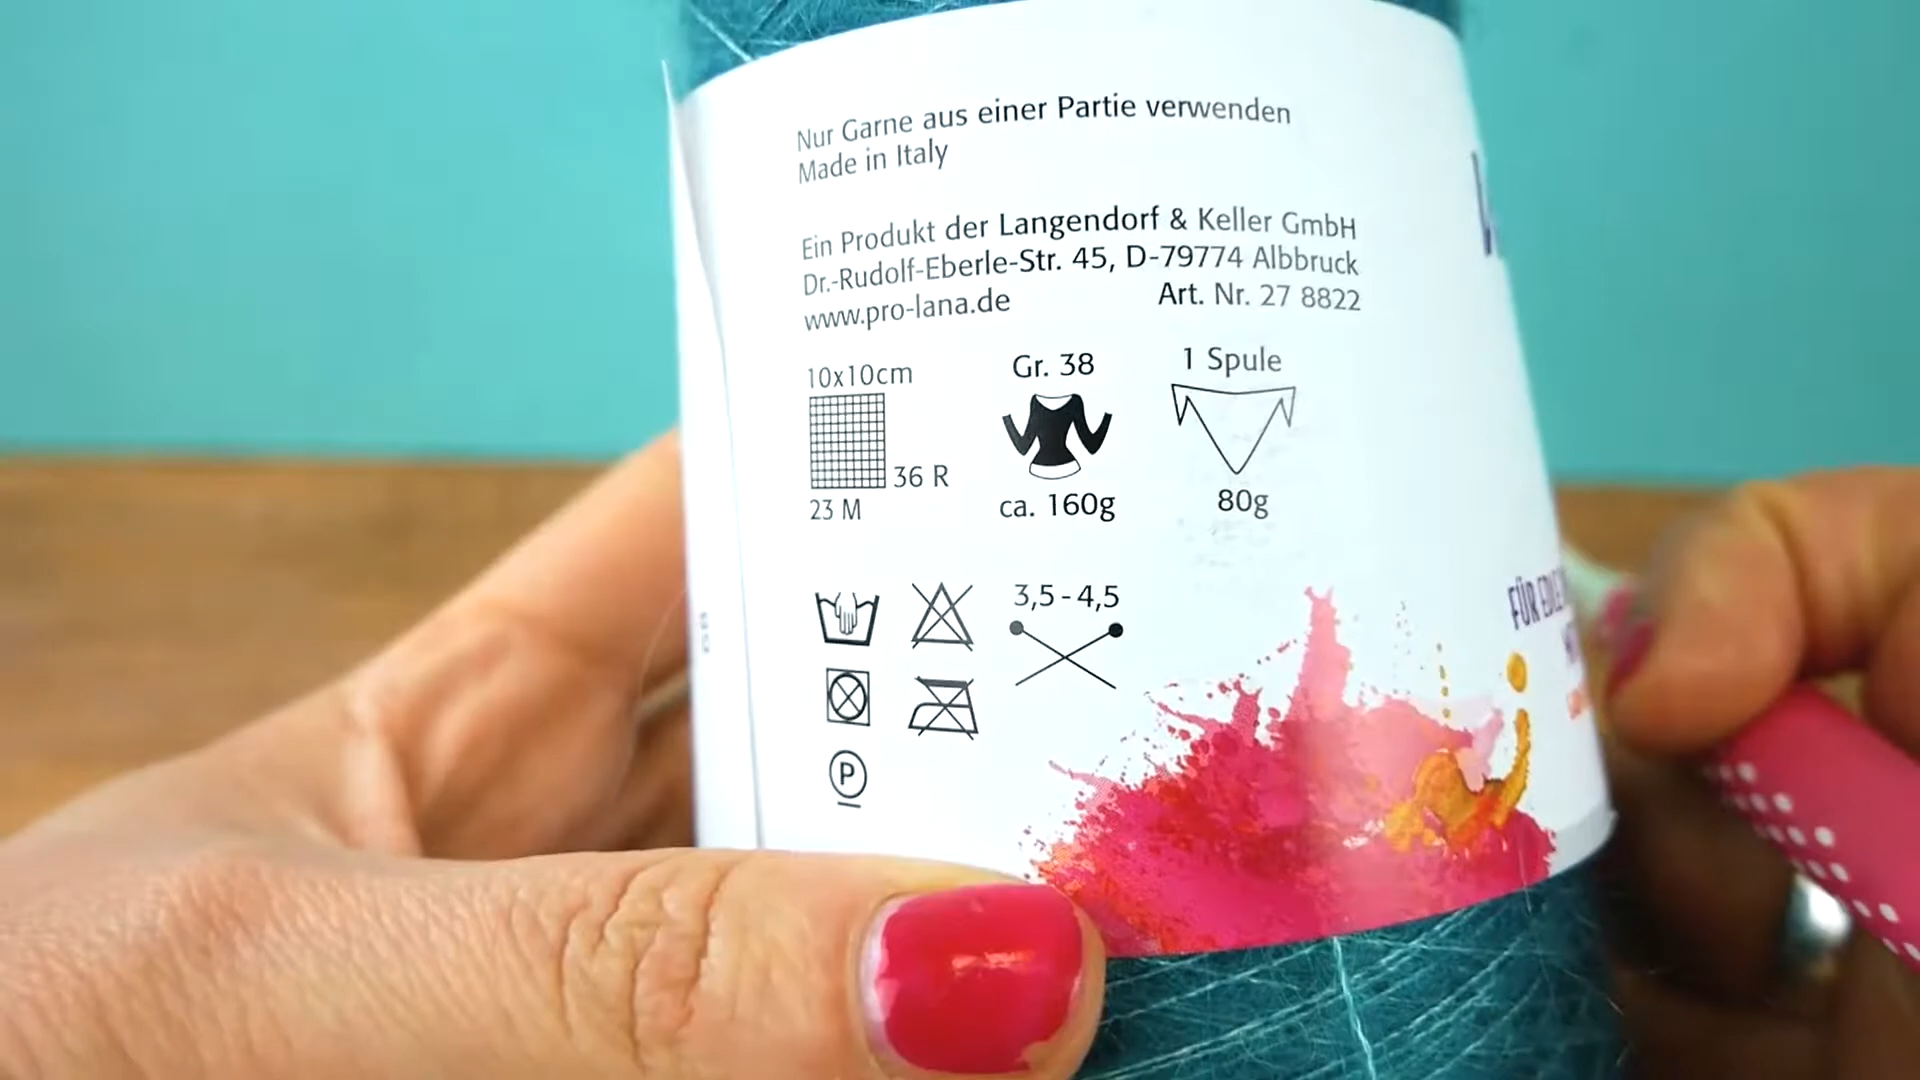 Nur Garne aus einer Partie verwenden
Made in Italy
Ein Produkt der Langendorf & Keller GmbH
Dr.-Rudolf-Eberle-Str. 45, D-79774 Albbruck
www.pro-lana.de Art. Nr. 27 8822
10x10cm
36 R
23 M
Gr. 38
ca. 160g
1 Spule
80g
3,5 - 4,5
P
FÜR